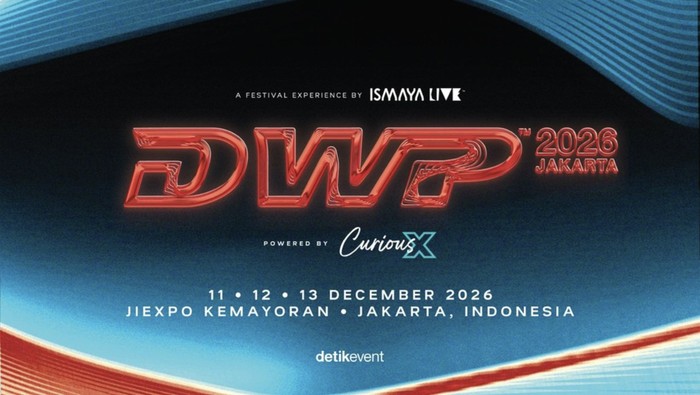 A FESTIVAL EXPERIENCE BY ISMAYA LIVE™
DWP™ 2026
JAKARTA
POWERED BY CuriousX
11 • 12 • 13 DECEMBER 2026
JIEXPO KEMAYORAN • JAKARTA, INDONESIA
detikevent